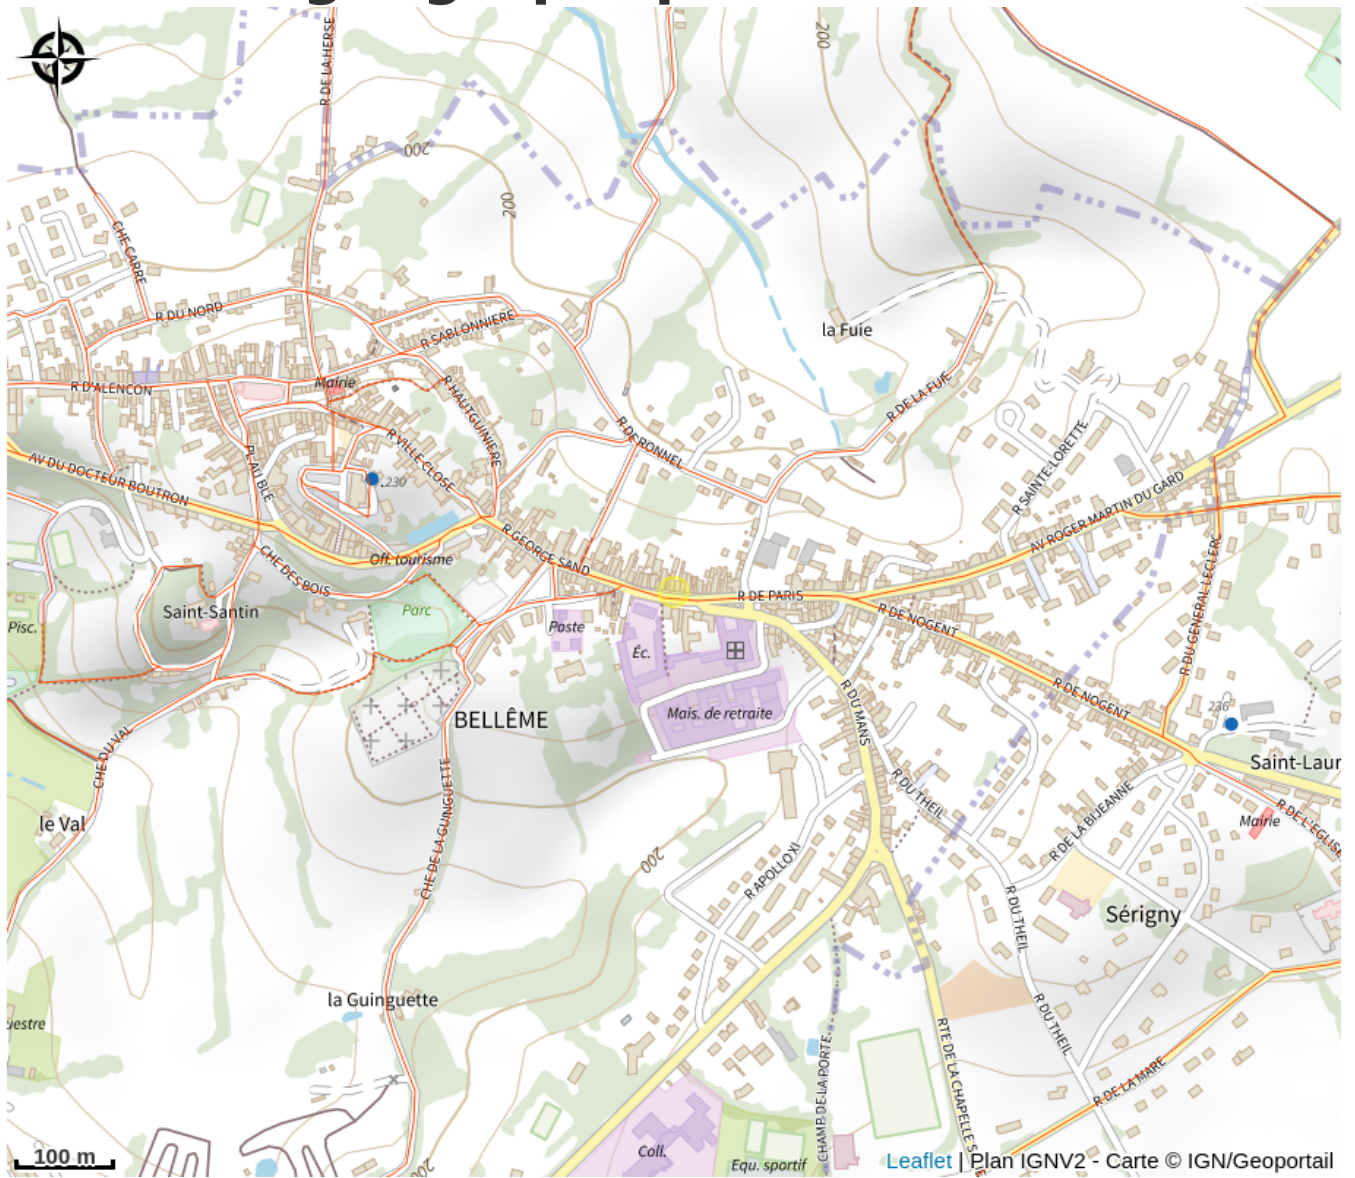 R DE LA HERSE
200
200
200
CHE CARRE
R DU NORD
R SABLONNIERE
la Fuie
R D'ALENCON
Mairie
R HAUTGUINIERE
R DE LA FUIE
R DE RONNEL
R VILLE-CLOSE
PL AIBLE
R SAINTE-LORETTE
AV DU DOCTEUR BOUTRON
.230
AV ROGER MARTIN DU GARD
R GEORGE SAND
Off. tourisme
CHE DES BOIS
R DU GENERAL LECLERC
R DE PARIS
Saint-Santin
Parc
Pisc.
Poste
R DE NOGENT
Éc.
R DE NOGENT
Mais. de retraite
BELLÊME
R DU MANS
236
CHE DU VAL
Saint-Laur
R DU THEIL
CHE DE LA GUINGUETTE
le Val
R DE LA BIJEANNE
Mairie
R DE L'EGLISE
200
R APOLLO XI
R DU THEIL
Sérigny
la Guinguette
uestre
R DU THEIL
CHAMP DE LA PORTE
RTE DE LA CHAPELLE S
R DE LA MARE
Coll.
Equ. sportif
200
100 m
Leaflet | Plan IGNV2 - Carte © IGN/Geoportail